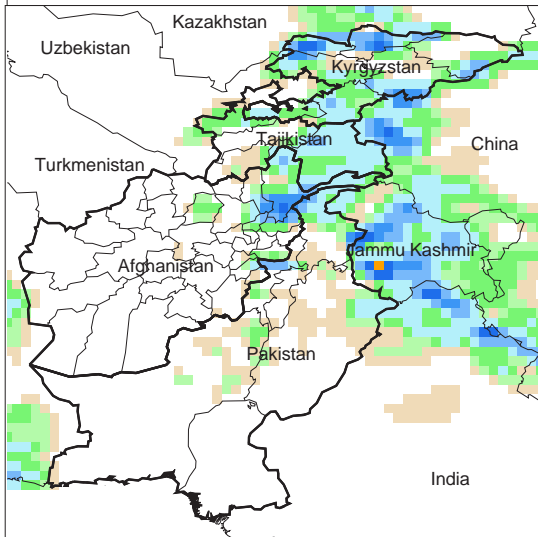 Kazakhstan
Uzbekistan
Kyrgyzstan
Tajikistan
China
Turkmenistan
Jammu Kashmir
Afghanistan
Pakistan
India